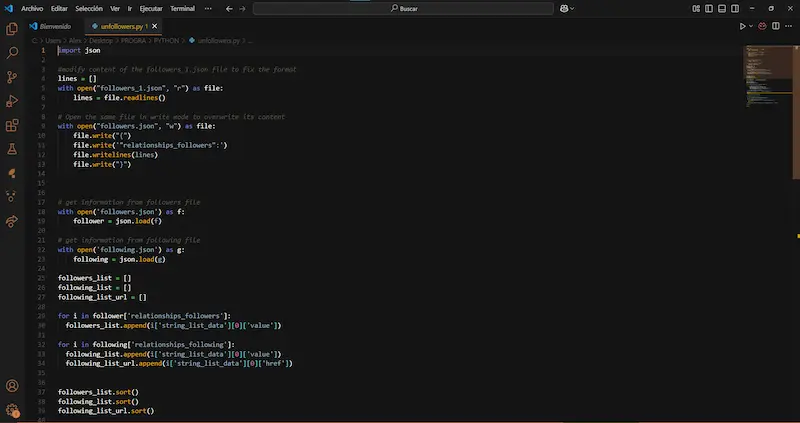 Archivo Editar Selección Ver Ir Ejecutar Terminal ··· Buscar
Bienvenido unfollowers.py 1 ×
C: > Users > Alex > Desktop > PROGRA > PYTHON > unfollowers.py > ...
1 import json
2
3 #modify content of the followers_1.json file to fix the format
4 lines = []
5 with open("followers_1.json", "r") as file:
6 lines = file.readlines()
7
8 # Open the same file in write mode to overwrite its content
9 with open("followers.json", "w") as file:
10 file.write("{")
11 file.write('"relationships_followers":')
12 file.writelines(lines)
13 file.write("}")
14
15
16
17 # get information from followers file
18 with open('followers.json') as f:
19 follower = json.load(f)
20
21 # get information from following file
22 with open('following.json') as g:
23 following = json.load(g)
24
25 followers_list = []
26 following_list = []
27 following_list_url = []
28
29 for i in follower['relationships_followers']:
30 followers_list.append(i['string_list_data'][0]['value'])
31
32 for i in following['relationships_following']:
33 following_list.append(i['string_list_data'][0]['value'])
34 following_list_url.append(i['string_list_data'][0]['href'])
35
36
37 followers_list.sort()
38 following_list.sort()
39 following_list_url.sort()
40